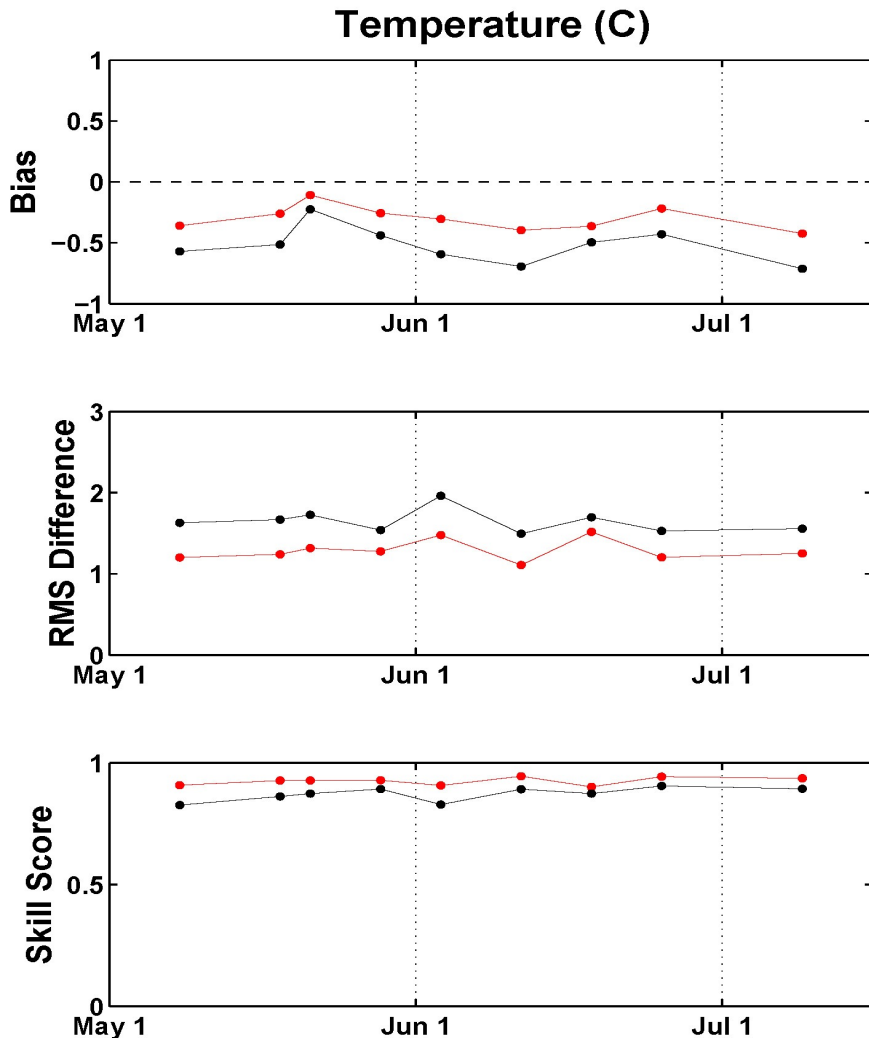 Temperature (C)
Bias
1
0.5
0
−0.5
−1
May 1
Jun 1
Jul 1
RMS Difference
3
2
1
0
May 1
Jun 1
Jul 1
Skill Score
1
0.5
0
May 1
Jun 1
Jul 1